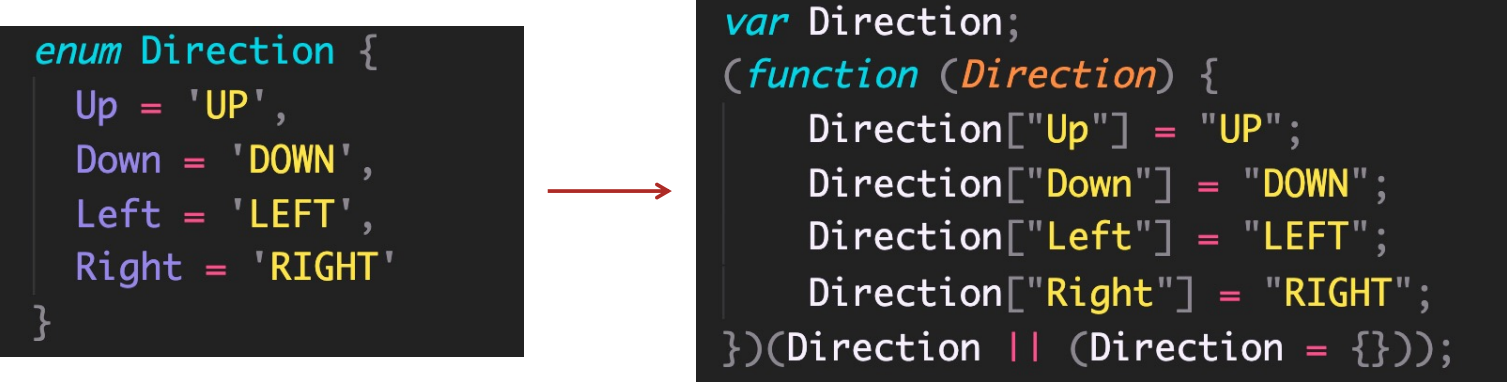 enum Direction {
  Up = 'UP',
  Down = 'DOWN',
  Left = 'LEFT',
  Right = 'RIGHT'
}
var Direction;
(function (Direction) {
    Direction["Up"] = "UP";
    Direction["Down"] = "DOWN";
    Direction["Left"] = "LEFT";
    Direction["Right"] = "RIGHT";
})(Direction || (Direction = {}));